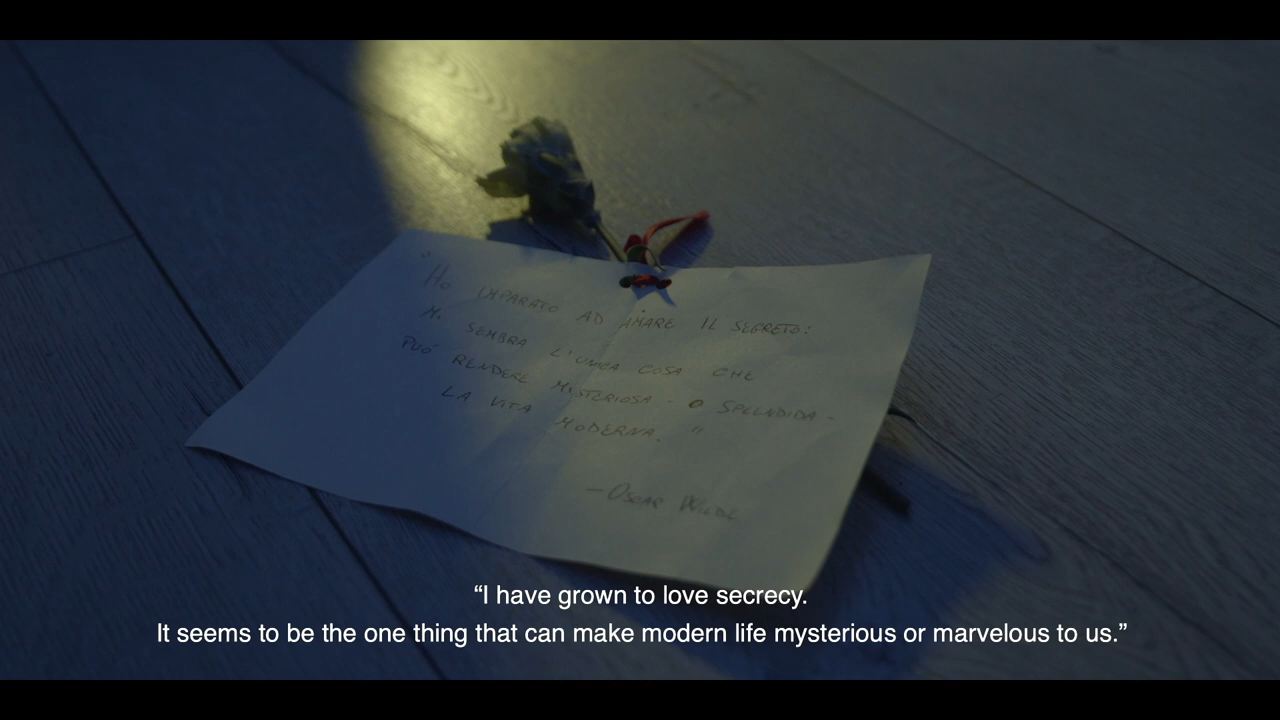 "Ho IMPARATO AD AMARE IL SEGRETO:
Mi SEMBRA L'UNICA COSA CHE
PUÓ RENDERE MISTERIOSA - O SPLENDIDA -
LA VITA MODERNA. "
- OSCAR WILDE
“I have grown to love secrecy.
It seems to be the one thing that can make modern life mysterious or marvelous to us.”